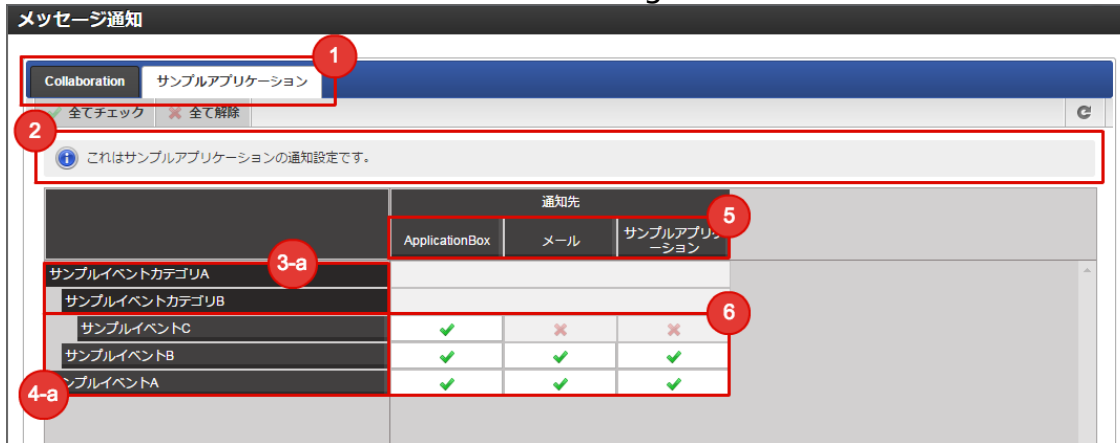 メッセージ通知
1
Collaboration サンプルアプリケーション
全てチェック 全て解除
2
これはサンプルアプリケーションの通知設定です。
通知先
5
ApplicationBox メール サンプルアプリケ
ーション
3-a
サンプルイベントカテゴリA
サンプルイベントカテゴリB
6
サンプルイベントC
サンプルイベントB
ンプルイベントA
4-a